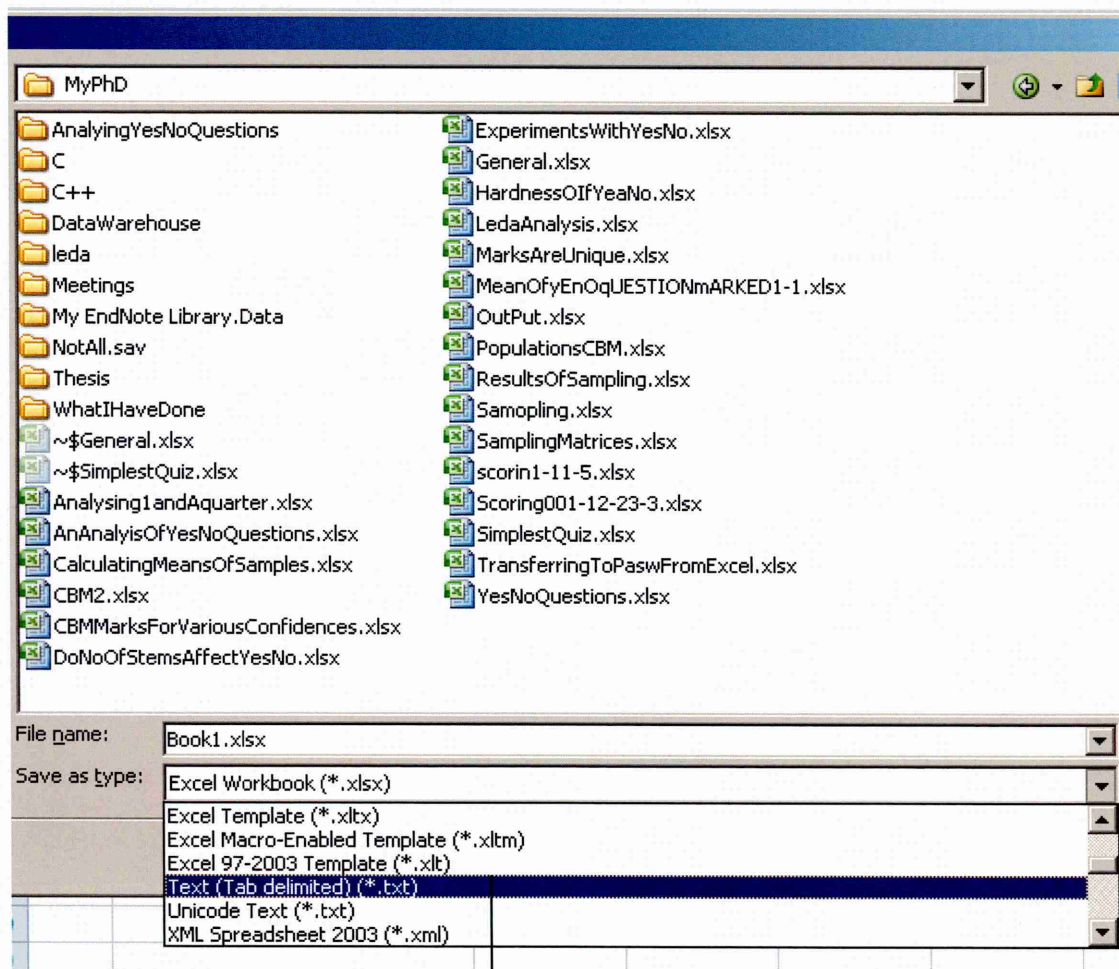 MyPhD
AnalyingYesNoQuestions
C
C++
DataWarehouse
leda
Meetings
My EndNote Library.Data
NotAll.sav
Thesis
WhatIHaveDone
~$General.xlsx
~$SimplestQuiz.xlsx
Analysing1andAquarter.xlsx
AnAnalyisOfYesNoQuestions.xlsx
CalculatingMeansOfSamples.xlsx
CBM2.xlsx
CBMMarksForVariousConfidences.xlsx
DoNoOfStemsAffectYesNo.xlsx
ExperimentsWithYesNo.xlsx
General.xlsx
HardnessOIfYeaNo.xlsx
LedaAnalysis.xlsx
MarksAreUnique.xlsx
MeanOfyEnOqUESTIONmARKED1-1.xlsx
OutPut.xlsx
PopulationsCBM.xlsx
ResultsOfSampling.xlsx
Samopling.xlsx
SamplingMatrices.xlsx
scorin1-11-5.xlsx
Scoring001-12-23-3.xlsx
SimplestQuiz.xlsx
TransferringToPaswFromExcel.xlsx
YesNoQuestions.xlsx
File name: Book1.xlsx
Save as type: Excel Workbook (*.xlsx)
Excel Template (*.xltx)
Excel Macro-Enabled Template (*.xltm)
Excel 97-2003 Template (*.xlt)
Text (Tab delimited) (*.txt)
Unicode Text (*.txt)
XML Spreadsheet 2003 (*.xml)